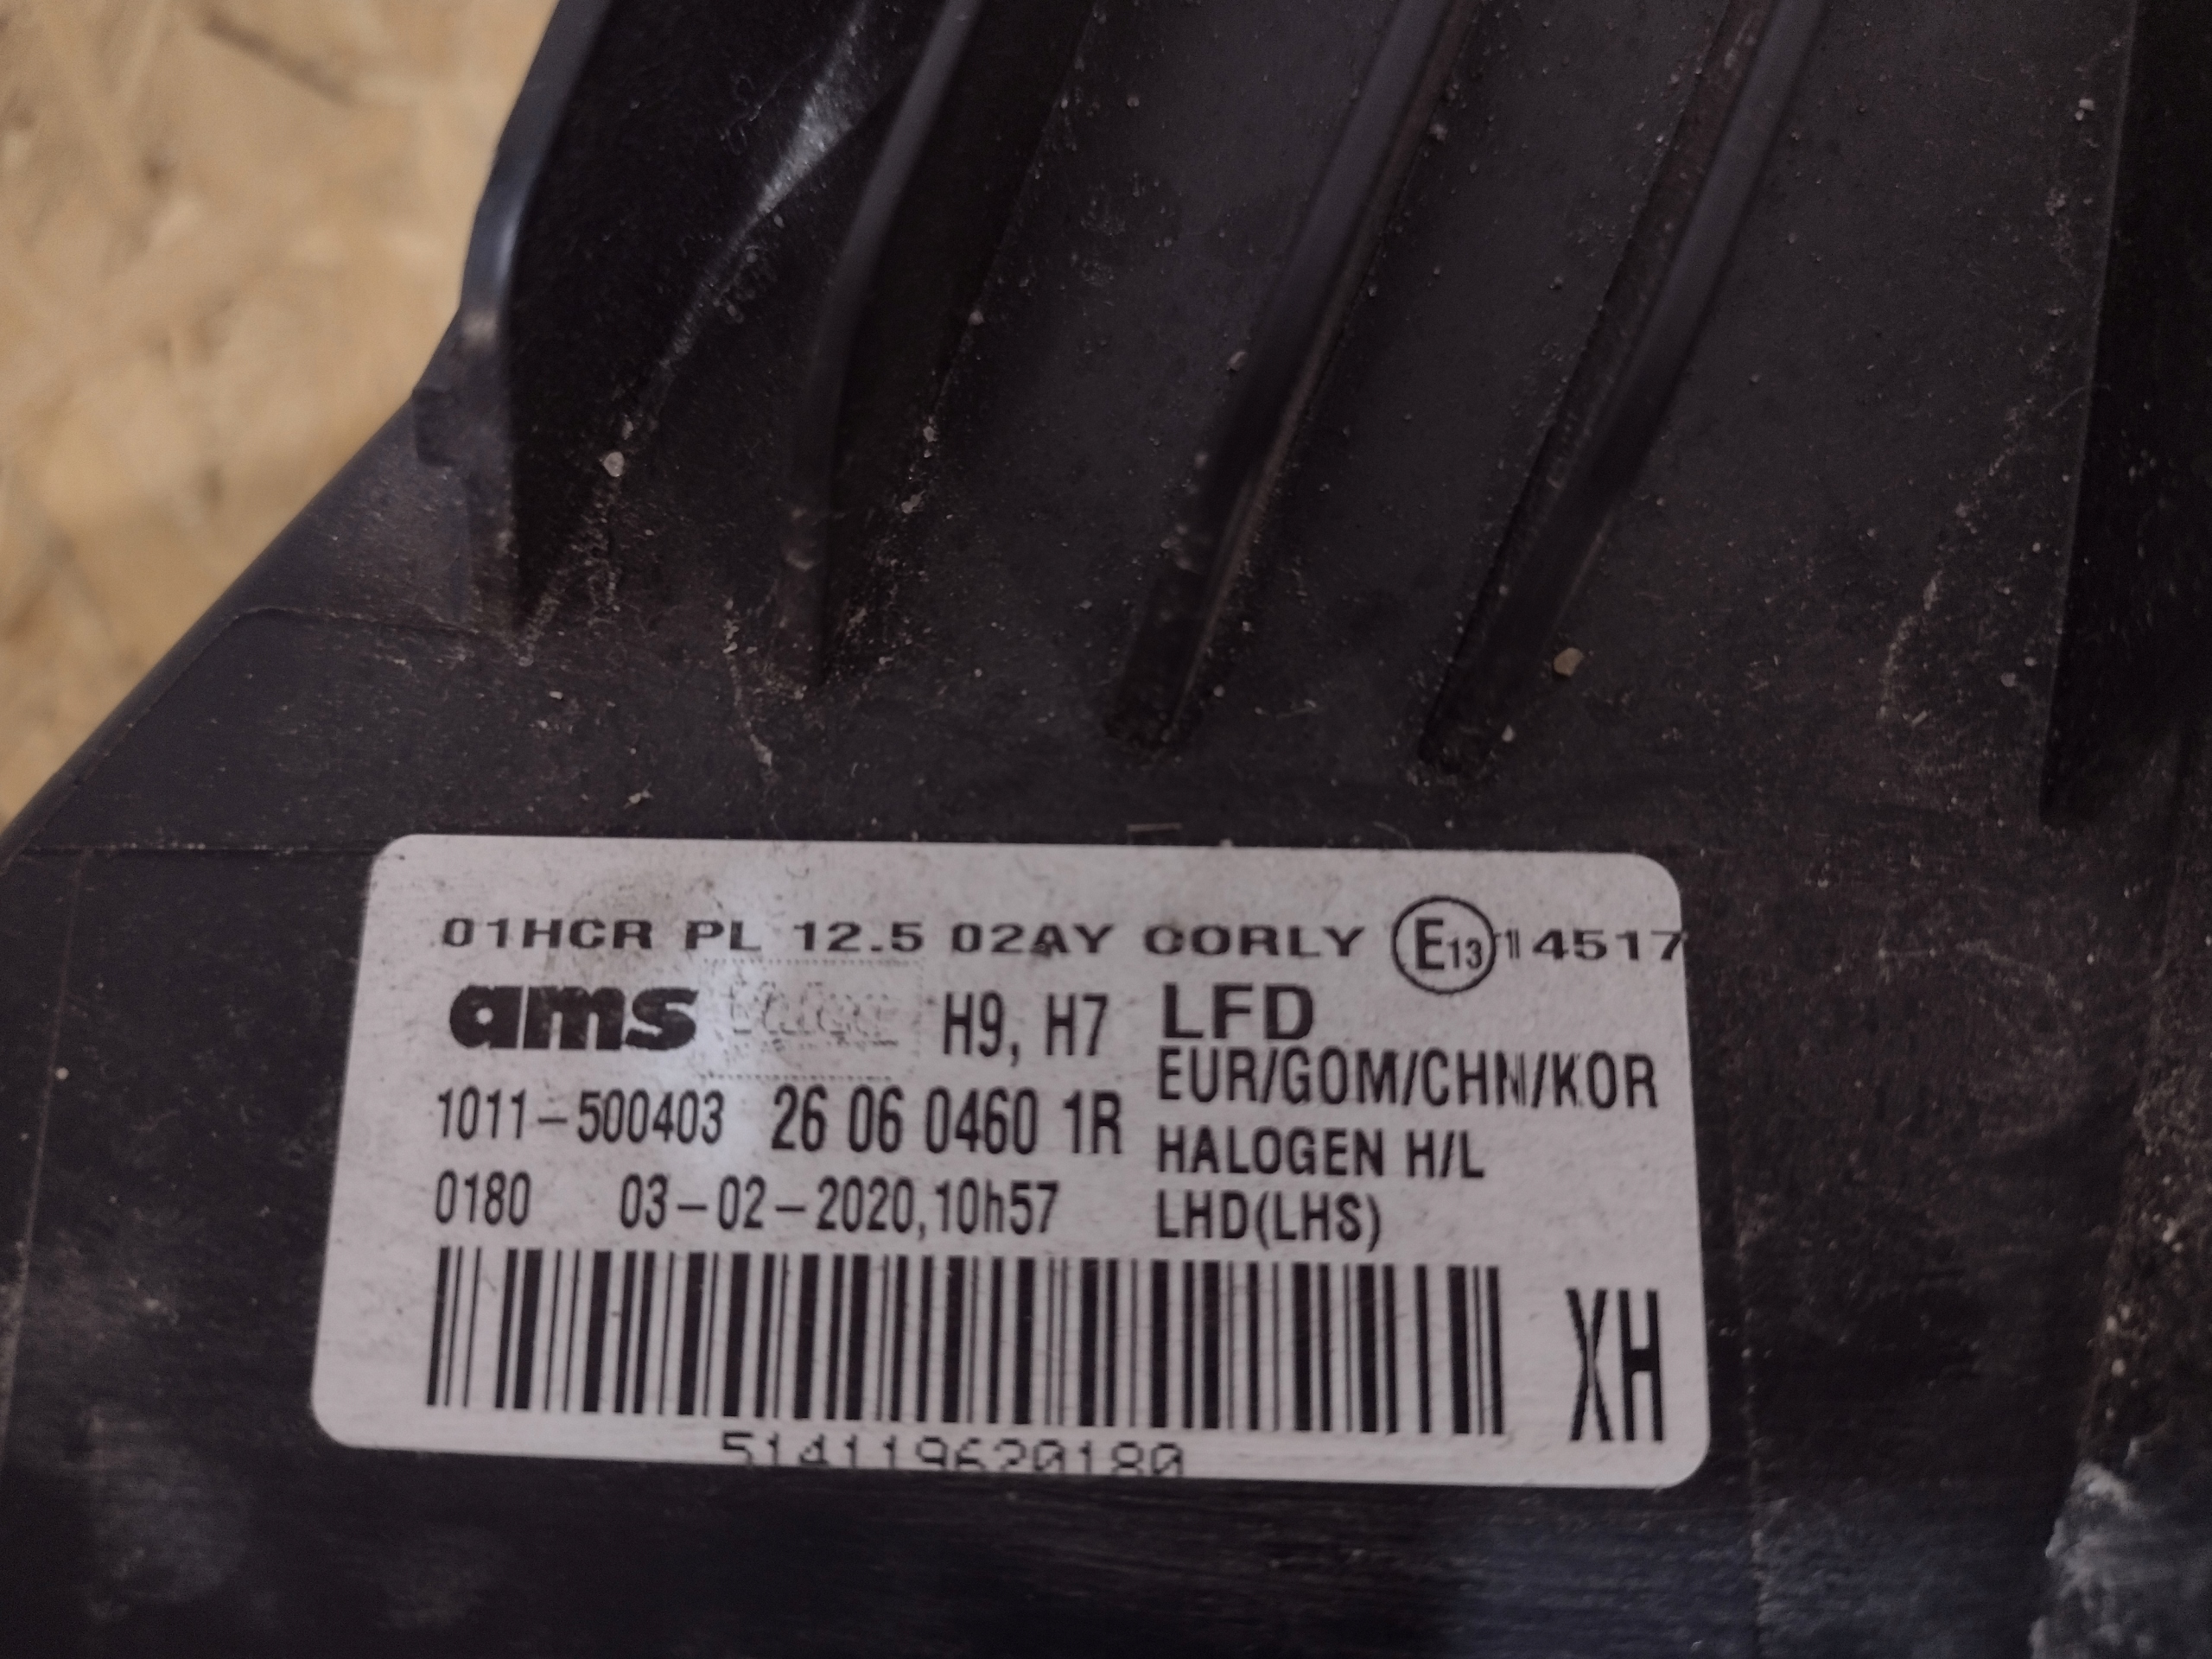 01HCR PL 12.5 02AY CORLY E13 14517
ams H9, H7 LFD
EUR/GOM/CHN/KOR
1011-500403 26 06 0460 1R
HALOGEN H/L
0180 03-02-2020,10h57
LHD(LHS)
XH
514119620180